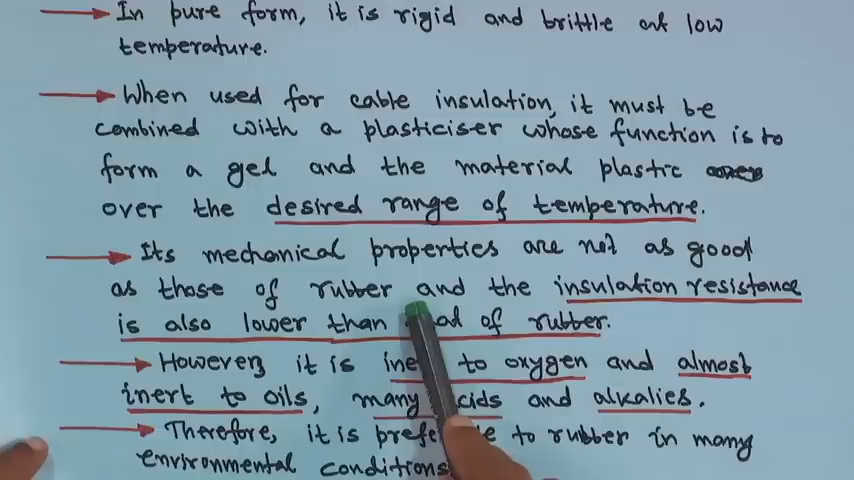 → In pure form, it is rigid and brittle at low
temperature.
→ When used for cable insulation, it must be
combined with a plasticiser whose function is to
form a gel and the material plastic
over the desired range of temperature.
→ Its mechanical properties are not as good
as those of rubber and the insulation resistance
is also lower than of rubber.
→ However, it is to oxygen and almost
inert to oils, many and alkalies.
→ Therefore, it is to rubber in many
environmental conditions